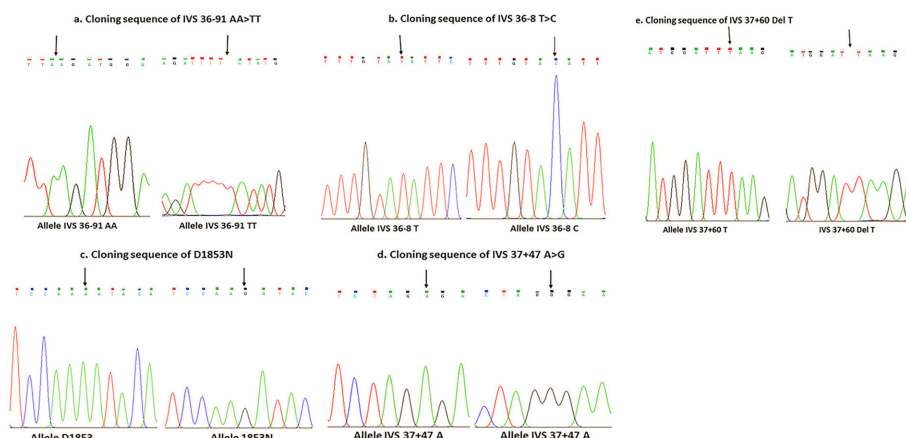 a. Cloning sequence of IVS 36-91 AA>TT
T T A A G A T G G A
A G A T T T T A T A T G
Allele IVS 36-91 AA
Allele IVS 36-91 TT
b. Cloning sequence of IVS 36-8 T>C
T T T G T A T A T T C
T T T G T A C A T T
Allele IVS 36-8 T
Allele IVS 36-8 C
e. Cloning sequence of IVS 37+60 Del T
A T G G A T T T A A G
A T G G A T T A A G
Allele IVS 37+60 T
IVS 37+60 Del T
c. Cloning sequence of D1853N
T C C A A A A T A C A
T C C A A G A T A C
Allele D1853
Allele 1853N
d. Cloning sequence of IVS 37+47 A>G
T C T A G A G A
C T A G G G A A
Allele IVS 37+47 A
Allele IVS 37+47 A